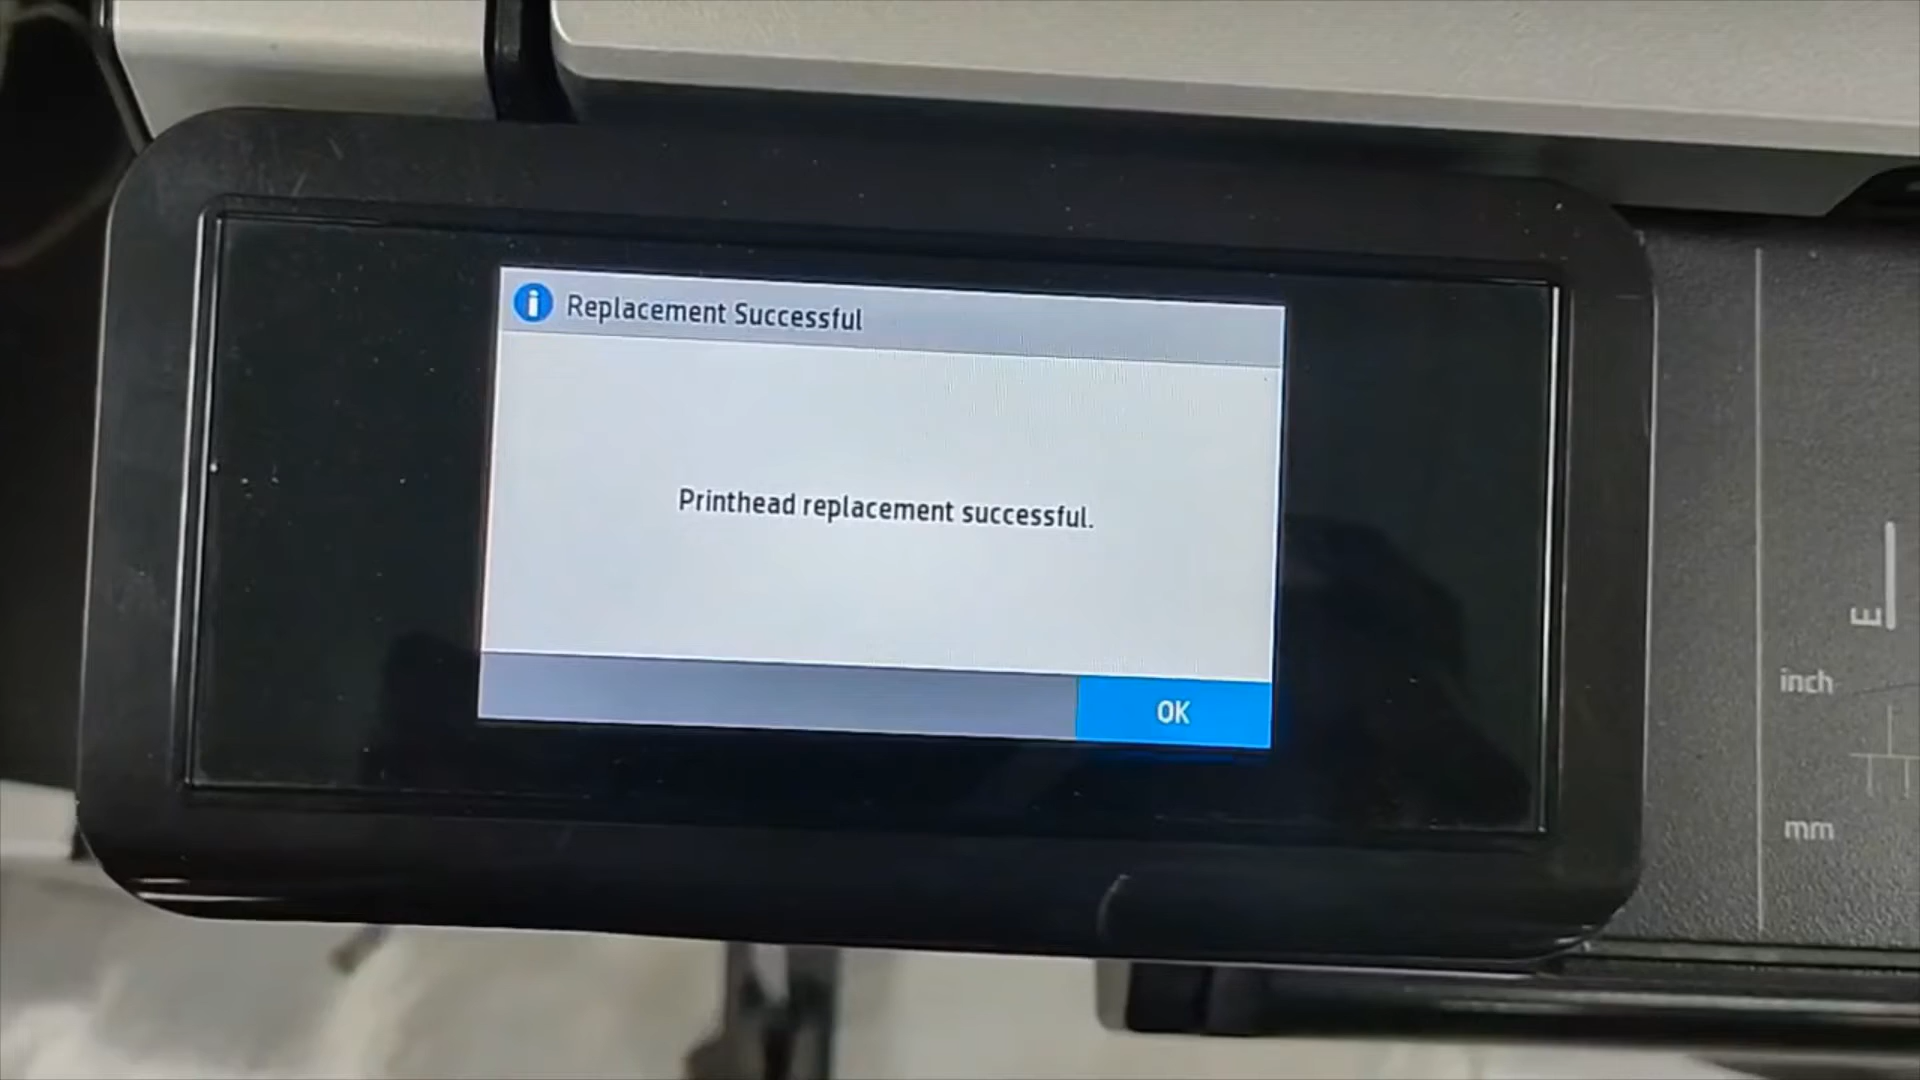 Replacement Successful
Printhead replacement successful.
OK
E
inch
mm